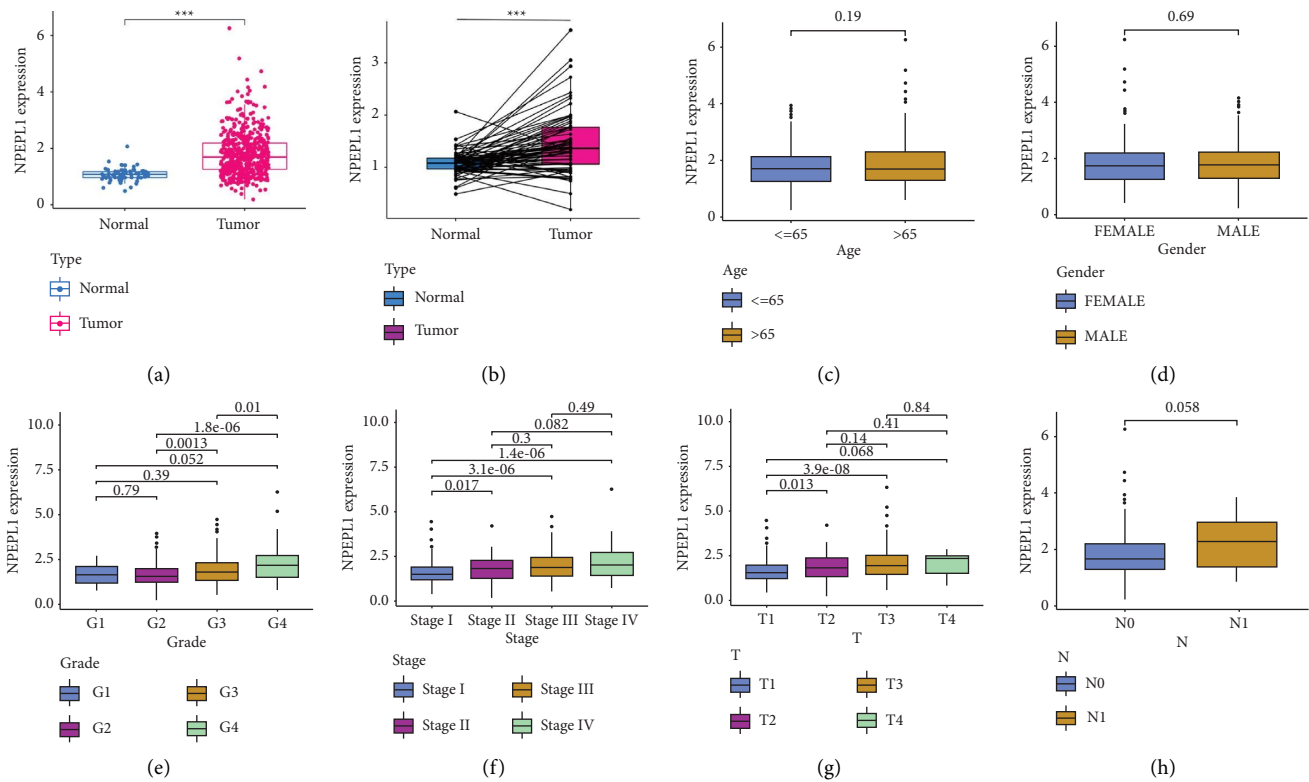 ***
NPEPL1 expression
6
4
2
0
Normal
Tumor
Type
Normal
Tumor
(a)
***
NPEPL1 expression
3
2
1
Normal
Tumor
Type
Normal
Tumor
(b)
0.19
NPEPL1 expression
6
4
2
0
<=65
>65
Age
Age
<=65
>65
(c)
0.69
NPEPL1 expression
6
4
2
0
FEMALE
MALE
Gender
Gender
FEMALE
MALE
(d)
NPEPL1 expression
10.0
7.5
5.0
2.5
0.0
0.01
1.8e-06
0.0013
0.052
0.39
0.79
G1
G2
G3
G4
Grade
Grade
G1
G3
G2
G4
(e)
NPEPL1 expression
10.0
7.5
5.0
2.5
0.0
0.49
0.082
0.3
1.4e-06
3.1e-06
0.017
Stage I
Stage II
Stage III
Stage IV
Stage
Stage
Stage I
Stage III
Stage II
Stage IV
(f)
NPEPL1 expression
10.0
7.5
5.0
2.5
0.0
0.84
0.41
0.14
0.068
3.9e-08
0.013
T1
T2
T3
T4
T
T
T1
T3
T2
T4
(g)
0.058
NPEPL1 expression
6
4
2
0
N0
N1
N
N
N0
N1
(h)